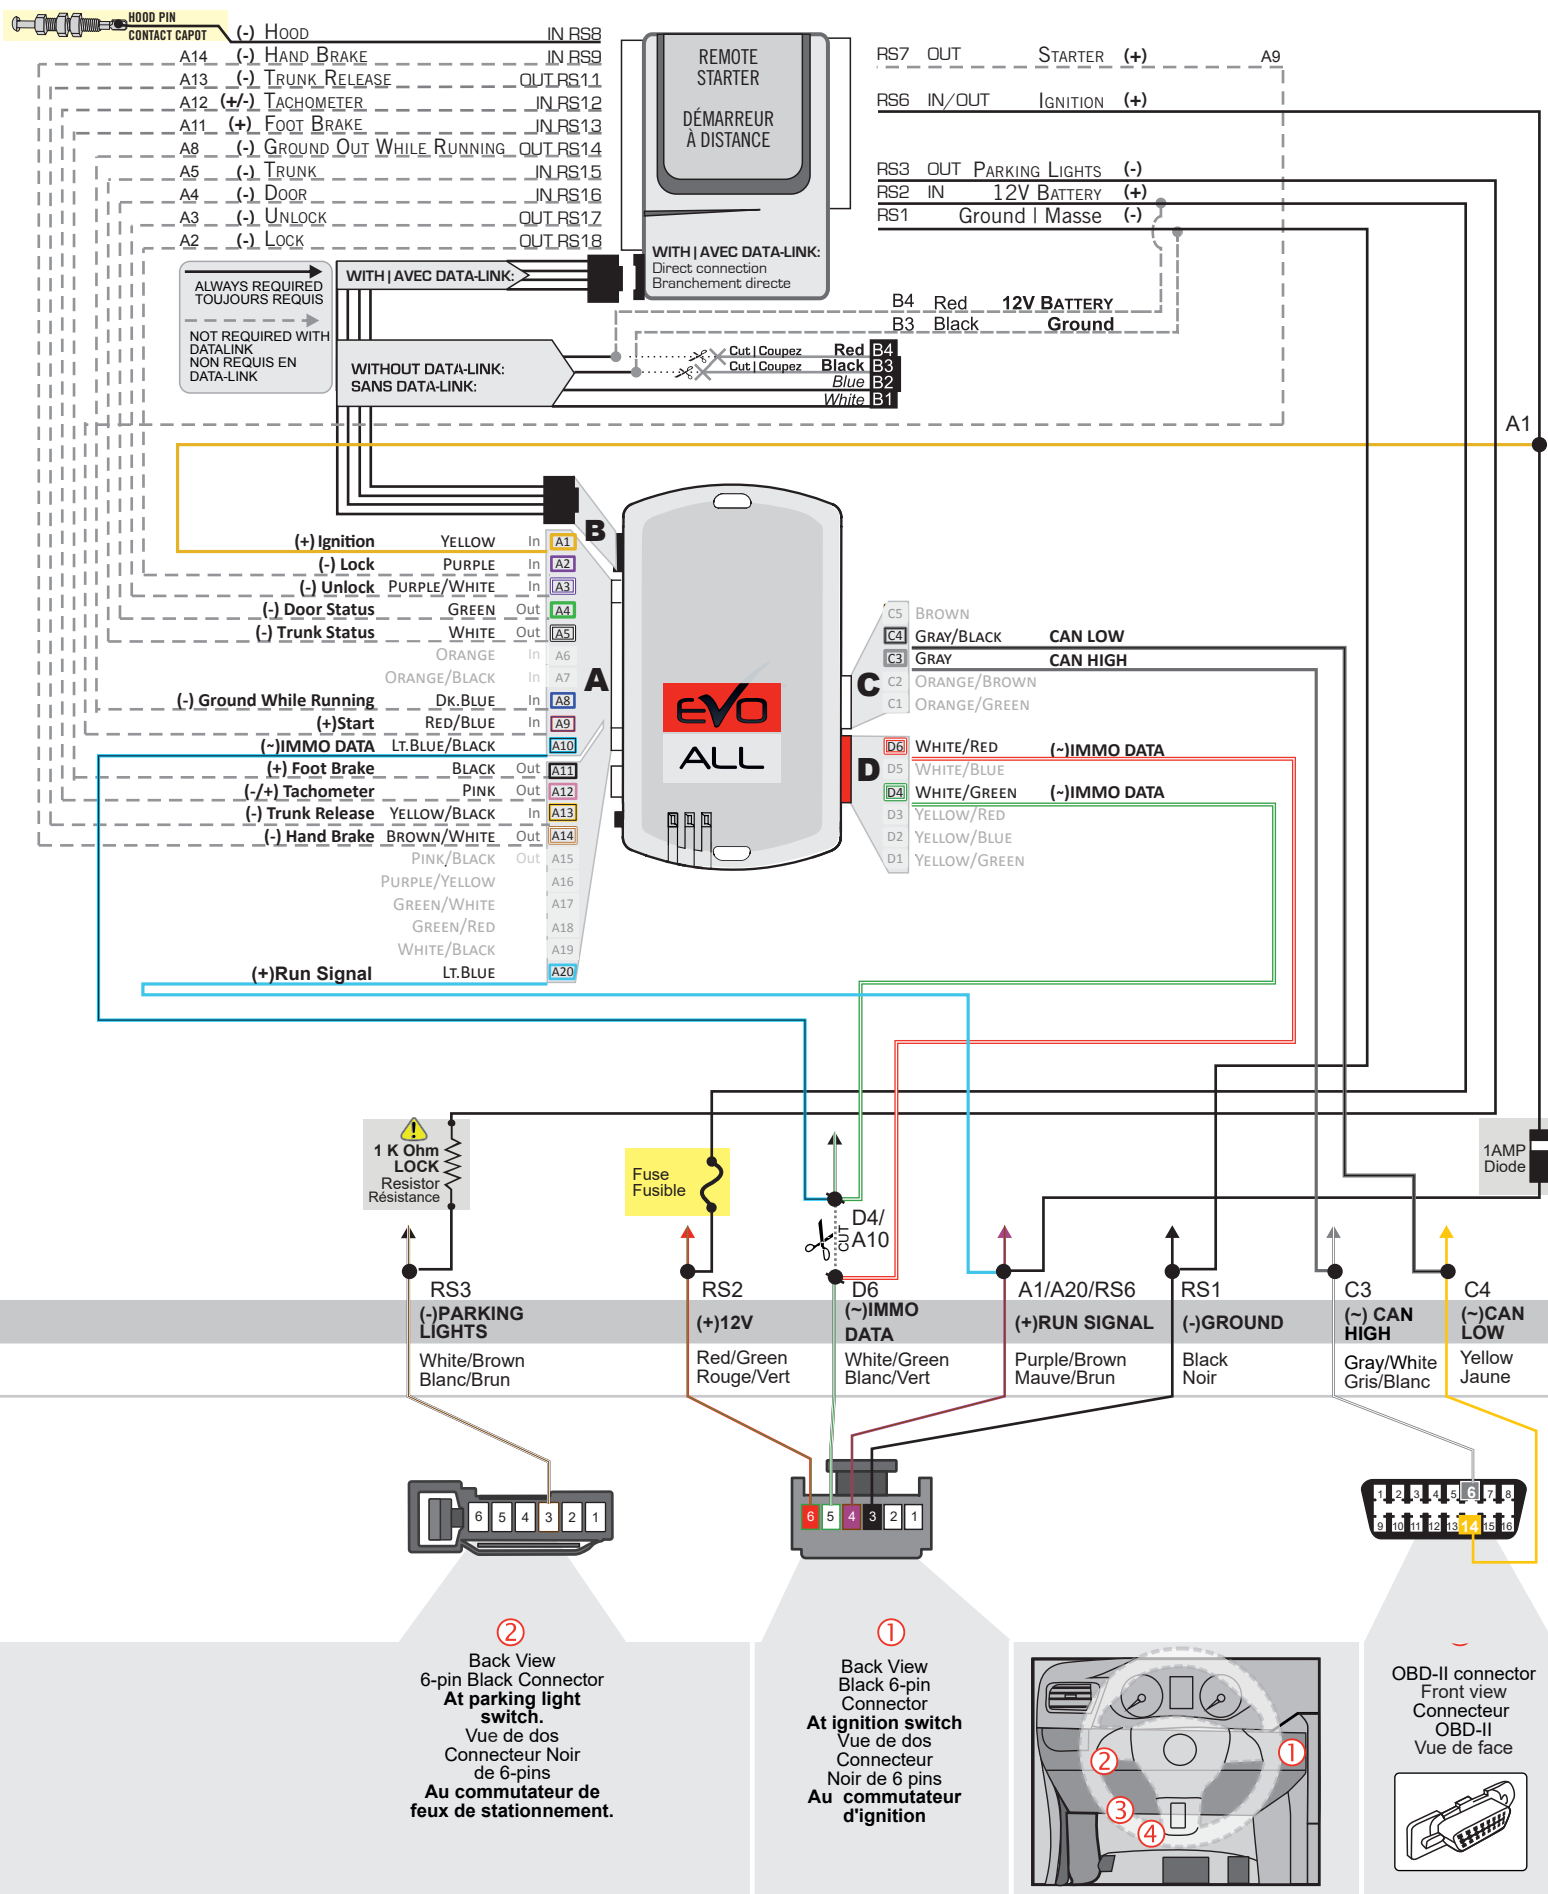 HOOD PIN
CONTACT CAPOT
(-) HOOD IN RS8
A14 (-) HAND BRAKE IN RS9
A13 (-) TRUNK RELEASE OUT RS11
A12 (+/-) TACHOMETER IN RS12
A11 (+) FOOT BRAKE IN RS13
A8 (-) GROUND OUT WHILE RUNNING OUT RS14
A5 (-) TRUNK IN RS15
A4 (-) DOOR IN RS16
A3 (-) UNLOCK OUT RS17
A2 (-) LOCK OUT RS18
REMOTE
STARTER
DÉMARREUR
À DISTANCE
WITH | AVEC DATA-LINK:
Direct connection
Branchement directe
RS7 OUT STARTER (+) A9
RS6 IN/OUT IGNITION (+)
RS3 OUT PARKING LIGHTS (-)
RS2 IN 12V BATTERY (+)
RS1 Ground | Masse (-)
ALWAYS REQUIRED
TOUJOURS REQUIS
NOT REQUIRED WITH
DATALINK
NON REQUIS EN
DATA-LINK
WITH | AVEC DATA-LINK:
WITHOUT DATA-LINK:
SANS DATA-LINK:
B4 Red 12V BATTERY
B3 Black Ground
Cut | Coupez Red B4
Cut | Coupez Black B3
Blue B2
White B1
A1
B
(+) Ignition YELLOW In A1
(-) Lock PURPLE In A2
(-) Unlock PURPLE/WHITE In A3
(-) Door Status GREEN Out A4
(-) Trunk Status WHITE Out A5
ORANGE In A6
ORANGE/BLACK In A7
(-) Ground While Running DK.BLUE In A8
(+)Start RED/BLUE In A9
(~)IMMO DATA LT.BLUE/BLACK A10
(+) Foot Brake BLACK Out A11
(-/+) Tachometer PINK Out A12
(-) Trunk Release YELLOW/BLACK In A13
(-) Hand Brake BROWN/WHITE Out A14
PINK/BLACK Out A15
PURPLE/YELLOW A16
GREEN/WHITE A17
GREEN/RED A18
WHITE/BLACK A19
(+)Run Signal LT.BLUE A20
A
EVO
ALL
C
C5 BROWN
C4 GRAY/BLACK CAN LOW
C3 GRAY CAN HIGH
C2 ORANGE/BROWN
C1 ORANGE/GREEN
D
D6 WHITE/RED (~)IMMO DATA
D5 WHITE/BLUE
D4 WHITE/GREEN (~)IMMO DATA
D3 YELLOW/RED
D2 YELLOW/BLUE
D1 YELLOW/GREEN
1 K Ohm
LOCK
Resistor
Résistance
Fuse
Fusible
CUT
D4/
A10
1AMP
Diode
RS3
(-)PARKING
LIGHTS
White/Brown
Blanc/Brun
RS2
(+)12V
Red/Green
Rouge/Vert
D6
(~)IMMO
DATA
White/Green
Blanc/Vert
A1/A20/RS6
(+)RUN SIGNAL
Purple/Brown
Mauve/Brun
RS1
(-)GROUND
Black
Noir
C3
(~) CAN
HIGH
Gray/White
Gris/Blanc
C4
(~)CAN
LOW
Yellow
Jaune
6 5 4 3 2 1
6 5 4 3 2 1
1 2 3 4 5 6 7 8
9 10 11 12 13 14 15 16
2
Back View
6-pin Black Connector
At parking light
switch.
Vue de dos
Connecteur Noir
de 6-pins
Au commutateur de
feux de stationnement.
1
Back View
Black 6-pin
Connector
At ignition switch
Vue de dos
Connecteur
Noir de 6 pins
Au commutateur
d'ignition
1
2
3
4
OBD-II connector
Front view
Connecteur
OBD-II
Vue de face